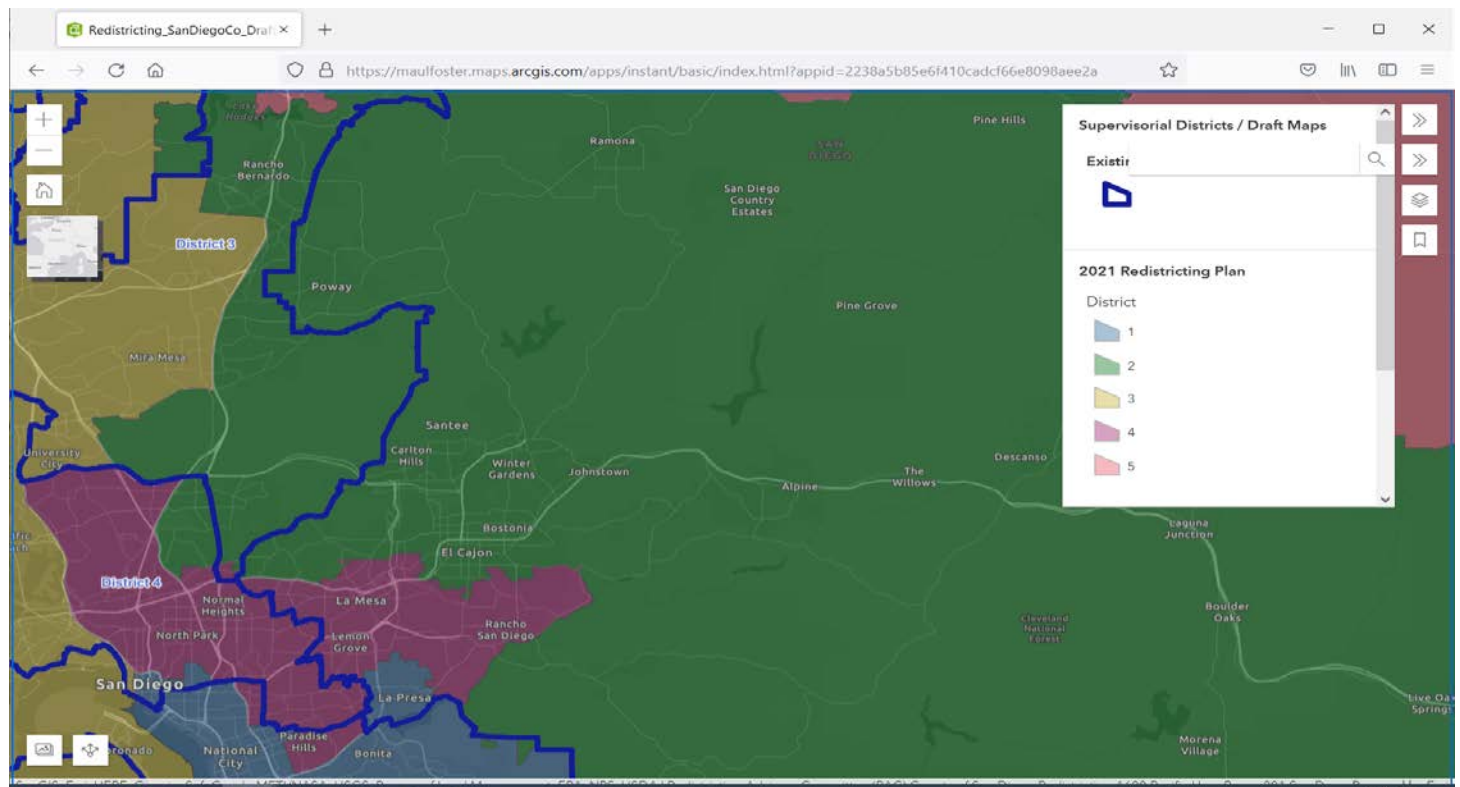 Redistricting_SanDiegoCo_Draf
https://maulfoster.maps.arcgis.com/apps/instant/basic/index.html?appid=2238a5b85e6f410cadcf66e8098aee2a
Supervisorial Districts / Draft Maps
Existin
2021 Redistricting Plan
District
1
2
3
4
5
Hodges
Rancho
Bernardo
Ramona
SAN
DIEGO
Pine Hills
San Diego
Country
Estates
District 3
Poway
Pine Grove
Mira Mesa
Santee
University
City
Carlton
Hills
Winter
Gardens
Johnstown
Alpine
The
Willows
Descanso
Bostonia
El Cajon
Laguna
Junction
District 4
Normal
Heights
La Mesa
North Park
Lemon
Grove
Rancho
San Diego
Cleveland
National
Forest
Boulder
Oaks
San Diego
La Presa
Live Oak
Springs
Paradise
Hills
National
City
Bonita
Morena
Village